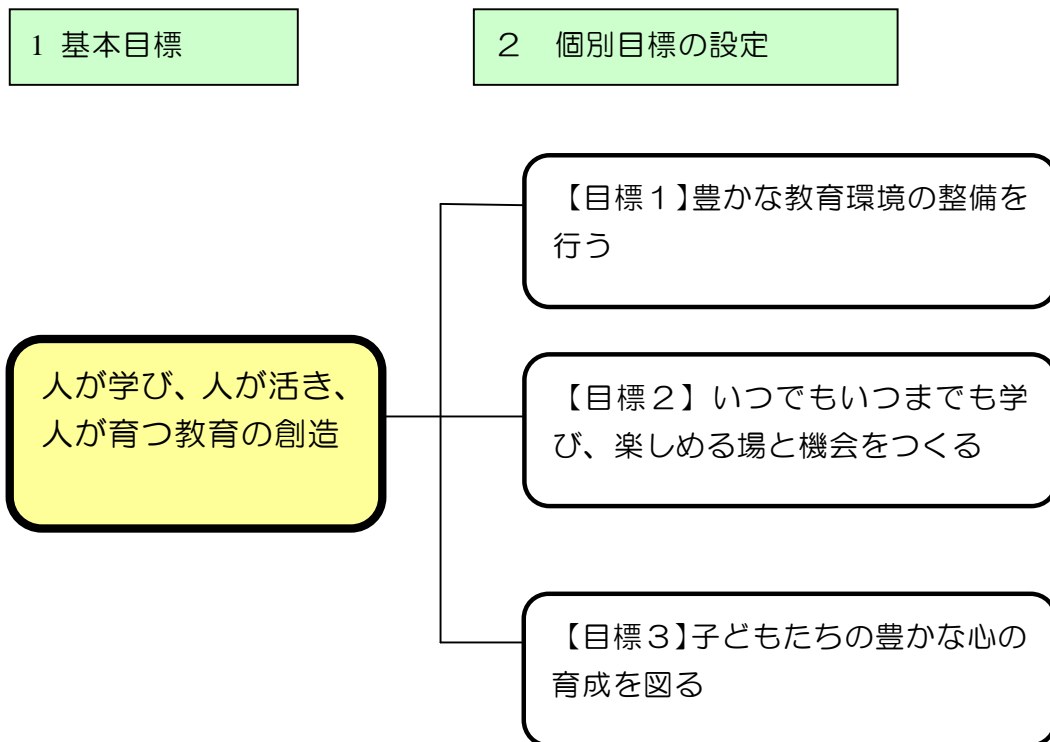 1 基本目標
２　個別目標の設定
【目標１】豊かな教育環境の整備を
行う
人が学び、人が活き、
人が育つ教育の創造
【目標２】いつでもいつまでも学
び、楽しめる場と機会をつくる
【目標３】子どもたちの豊かな心の
育成を図る